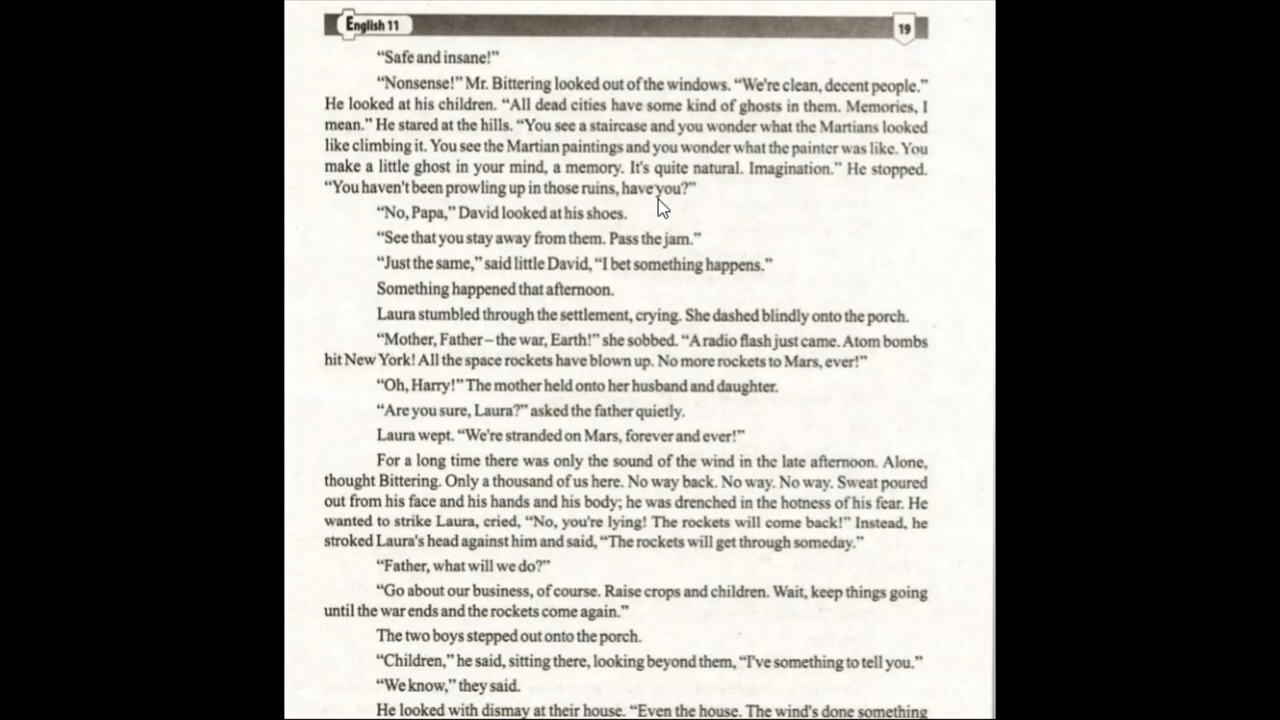 English 11
19
“Safe and insane!”
“Nonsense!” Mr. Bittering looked out of the windows. “We're clean, decent people.”
He looked at his children. “All dead cities have some kind of ghosts in them. Memories, I
mean.” He stared at the hills. “You see a staircase and you wonder what the Martians looked
like climbing it. You see the Martian paintings and you wonder what the painter was like. You
make a little ghost in your mind, a memory. It's quite natural. Imagination.” He stopped.
“You haven't been prowling up in those ruins, have you?”
“No, Papa,” David looked at his shoes.
“See that you stay away from them. Pass the jam.”
“Just the same,” said little David, “I bet something happens.”
Something happened that afternoon.
Laura stumbled through the settlement, crying. She dashed blindly onto the porch.
“Mother, Father – the war, Earth!” she sobbed. “A radio flash just came. Atom bombs
hit New York! All the space rockets have blown up. No more rockets to Mars, ever!”
“Oh, Harry!” The mother held onto her husband and daughter.
“Are you sure, Laura?” asked the father quietly.
Laura wept. “We're stranded on Mars, forever and ever!”
For a long time there was only the sound of the wind in the late afternoon. Alone,
thought Bittering. Only a thousand of us here. No way back. No way. No way. Sweat poured
out from his face and his hands and his body; he was drenched in the hotness of his fear. He
wanted to strike Laura, cried, “No, you're lying! The rockets will come back!” Instead, he
stroked Laura's head against him and said, “The rockets will get through someday.”
“Father, what will we do?”
“Go about our business, of course. Raise crops and children. Wait, keep things going
until the war ends and the rockets come again.”
The two boys stepped out onto the porch.
“Children,” he said, sitting there, looking beyond them, “I've something to tell you.”
“We know,” they said.
He looked with dismay at their house. “Even the house. The wind's done something